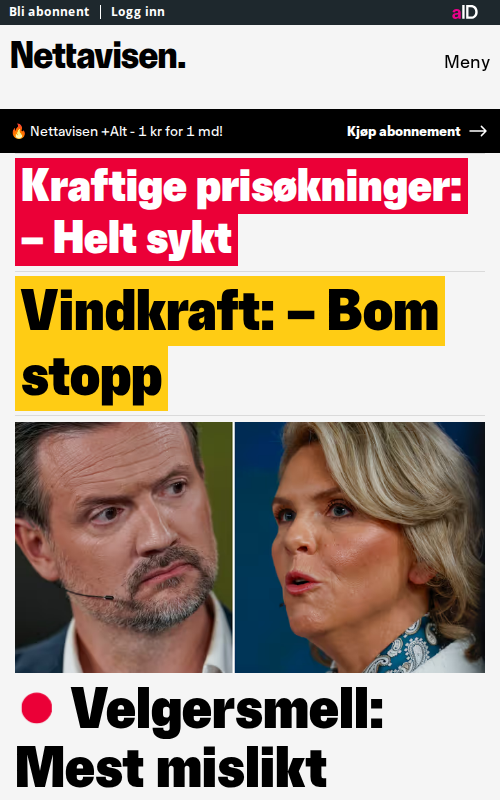 Bli abonnent | Logg inn
aID
Nettavisen.
Meny
🔥 Nettavisen +Alt - 1 kr for 1 md!
Kjøp abonnement →
Kraftige prisøkninger:
– Helt sykt
Vindkraft: – Bom
stopp
Velgersmell:
Mest mislikt